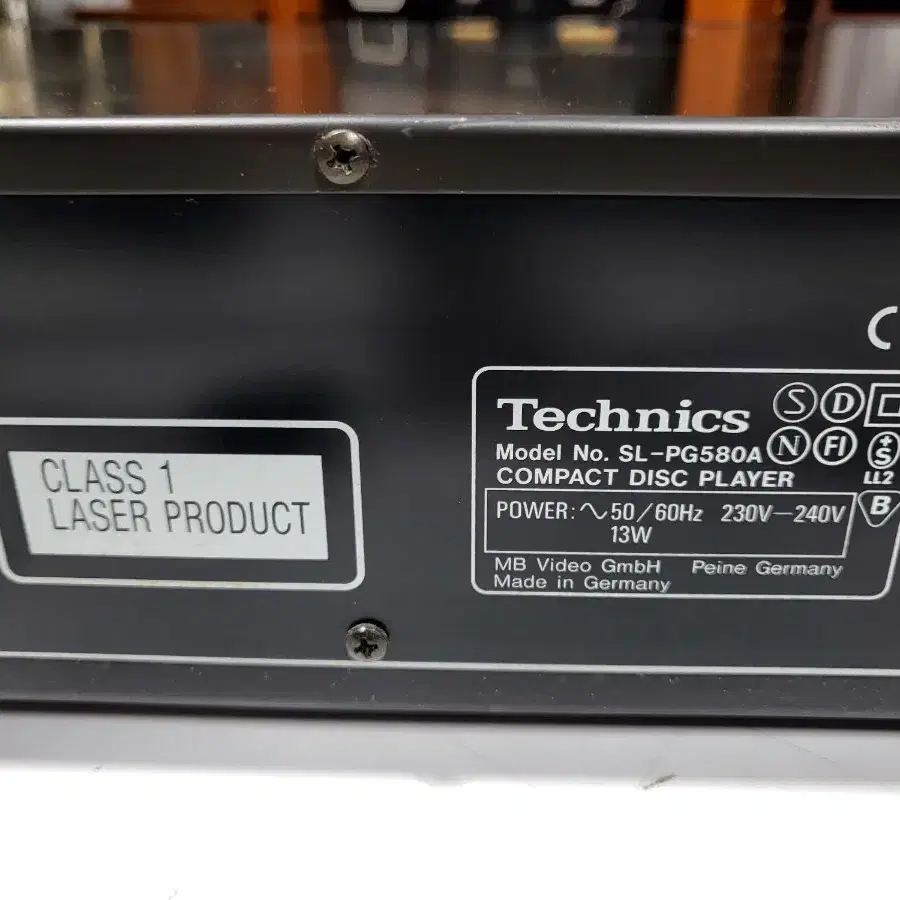 CLASS 1
LASER PRODUCT
Technics
S D
Model No. SL-PG580A N FI S
COMPACT DISC PLAYER LL2
POWER: ∿50/60Hz 230V—240V B
13W
MB Video GmbH Peine Germany
Made in Germany